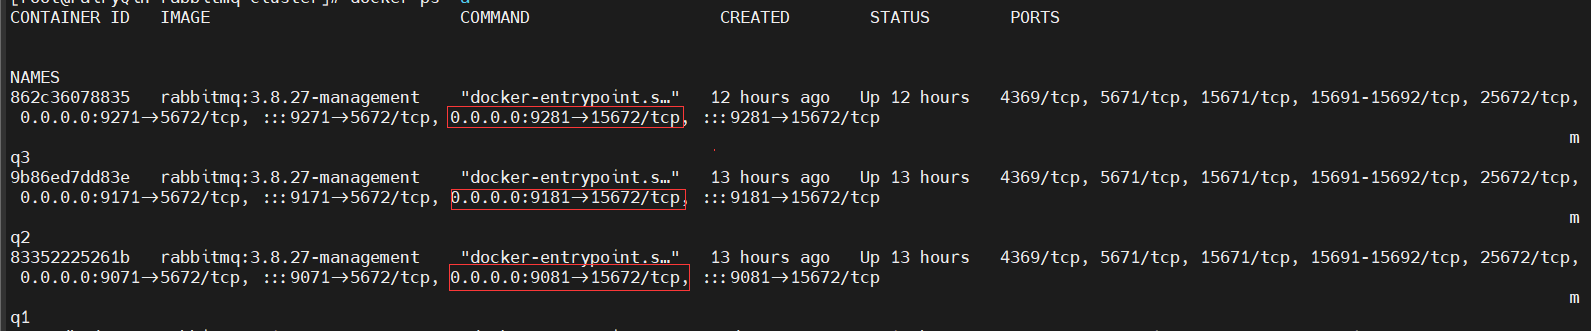 CONTAINER ID   IMAGE                         COMMAND                   CREATED        STATUS        PORTS
NAMES
862c36078835   rabbitmq:3.8.27-management    "docker-entrypoint.s…"   12 hours ago   Up 12 hours   4369/tcp, 5671/tcp, 15671/tcp, 15691-15692/tcp, 25672/tcp,
0.0.0.0:9271->5672/tcp, :::9271->5672/tcp, 0.0.0.0:9281->15672/tcp, :::9281->15672/tcp
m
q3
9b86ed7dd83e   rabbitmq:3.8.27-management    "docker-entrypoint.s…"   13 hours ago   Up 13 hours   4369/tcp, 5671/tcp, 15671/tcp, 15691-15692/tcp, 25672/tcp,
0.0.0.0:9171->5672/tcp, :::9171->5672/tcp, 0.0.0.0:9181->15672/tcp, :::9181->15672/tcp
m
q2
83352225261b   rabbitmq:3.8.27-management    "docker-entrypoint.s…"   13 hours ago   Up 13 hours   4369/tcp, 5671/tcp, 15671/tcp, 15691-15692/tcp, 25672/tcp,
0.0.0.0:9071->5672/tcp, :::9071->5672/tcp, 0.0.0.0:9081->15672/tcp, :::9081->15672/tcp
m
q1